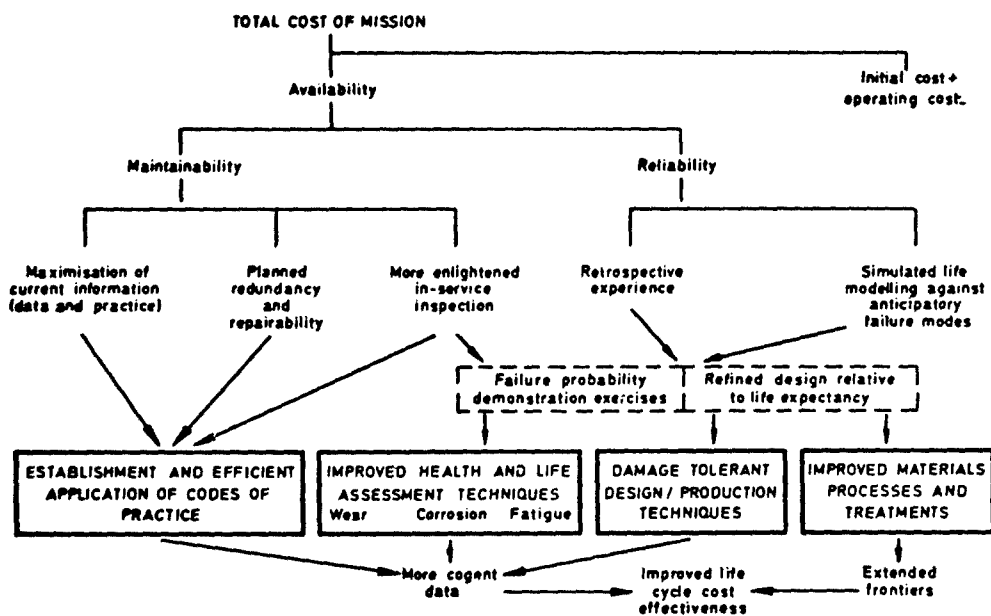 TOTAL COST OF MISSION
Initial cost +
operating cost
Availability
Maintainability
Reliability
Maximisation of
current information
(data and practice)
Planned
redundancy
and
repairability
More enlightened
in-service
inspection
Retrospective
experience
Simulated life
modelling against
anticipatory
failure modes
Failure probability
demonstration exercises
Refined design relative
to life expectancy
ESTABLISHMENT AND EFFICIENT
APPLICATION OF CODES OF
PRACTICE
IMPROVED HEALTH AND LIFE
ASSESSMENT TECHNIQUES
Wear Corrosion Fatigue
DAMAGE TOLERANT
DESIGN / PRODUCTION
TECHNIQUES
IMPROVED MATERIALS
PROCESSES AND
TREATMENTS
More cogent
data
Improved life
cycle cost
effectiveness
Extended
frontiers